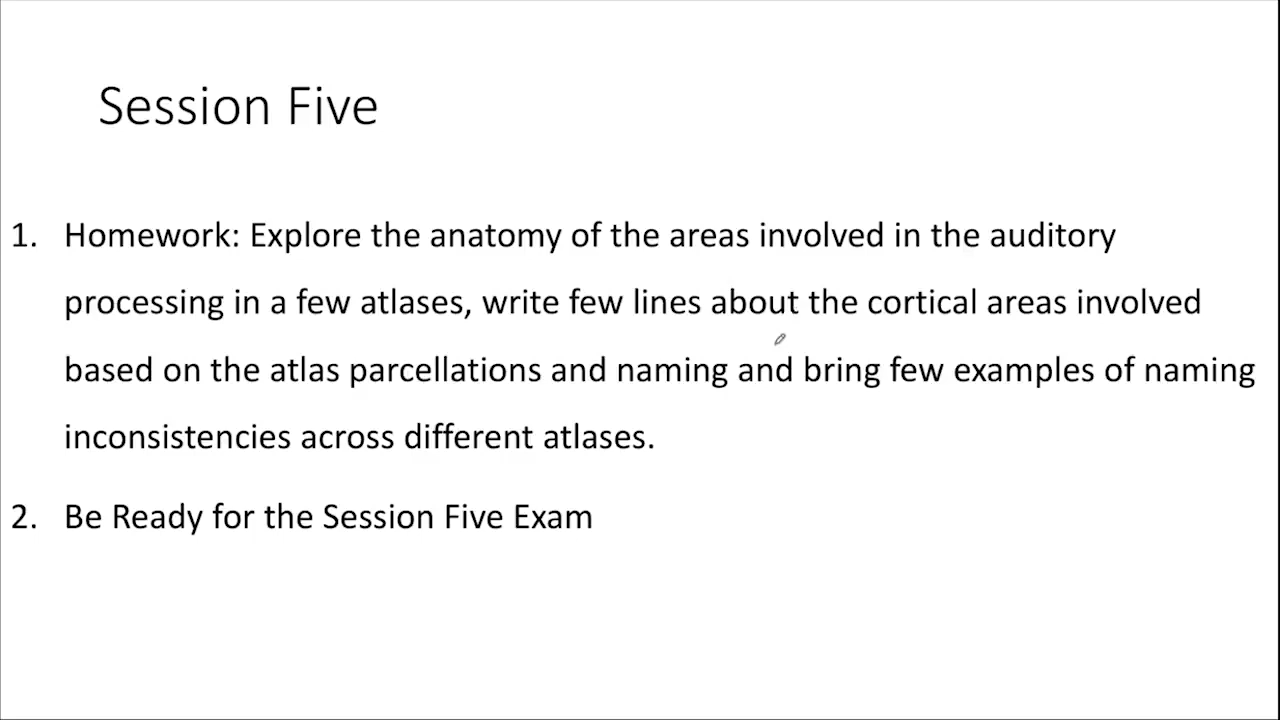 Session Five
1. Homework: Explore the anatomy of the areas involved in the auditory
processing in a few atlases, write few lines about the cortical areas involved
based on the atlas parcellations and naming and bring few examples of naming
inconsistencies across different atlases.
2. Be Ready for the Session Five Exam